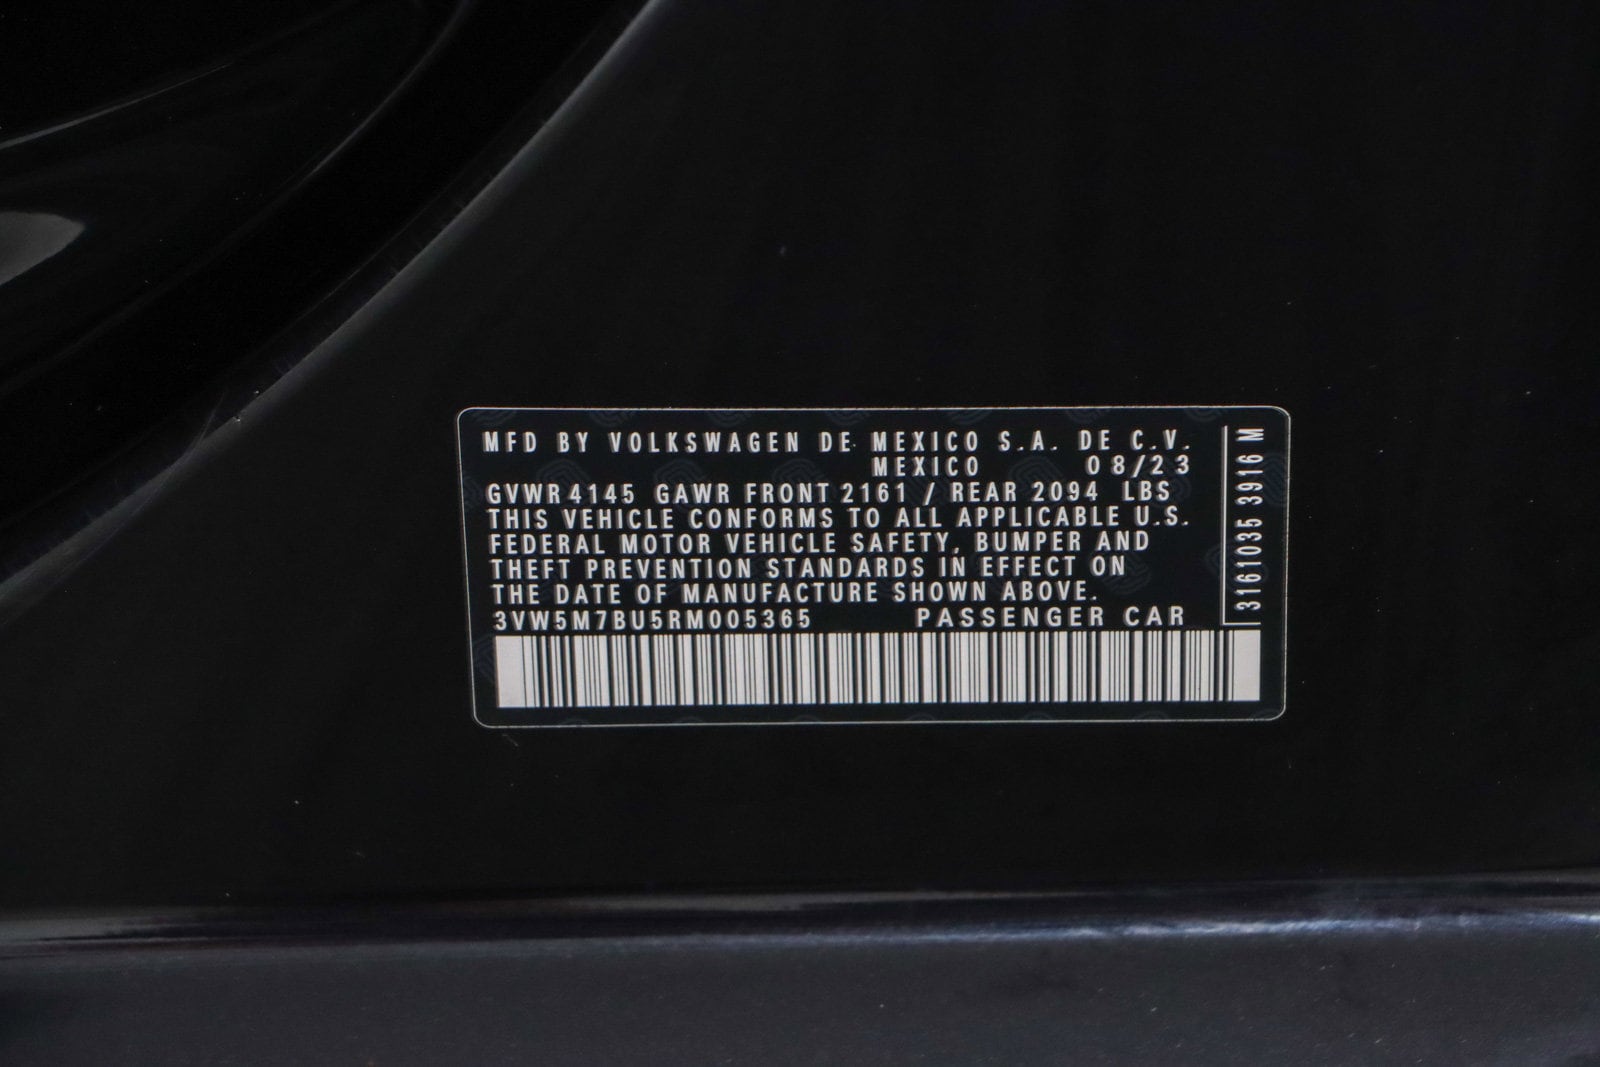 MFD BY VOLKSWAGEN DE MEXICO S.A. DE C.V.
MEXICO 08/23
GVWR 4145 GAWR FRONT 2161 / REAR 2094 LBS
THIS VEHICLE CONFORMS TO ALL APPLICABLE U.S.
FEDERAL MOTOR VEHICLE SAFETY, BUMPER AND
THEFT PREVENTION STANDARDS IN EFFECT ON
THE DATE OF MANUFACTURE SHOWN ABOVE.
3VW5M7BU5RM005365 PASSENGER CAR
3161035 3916 M